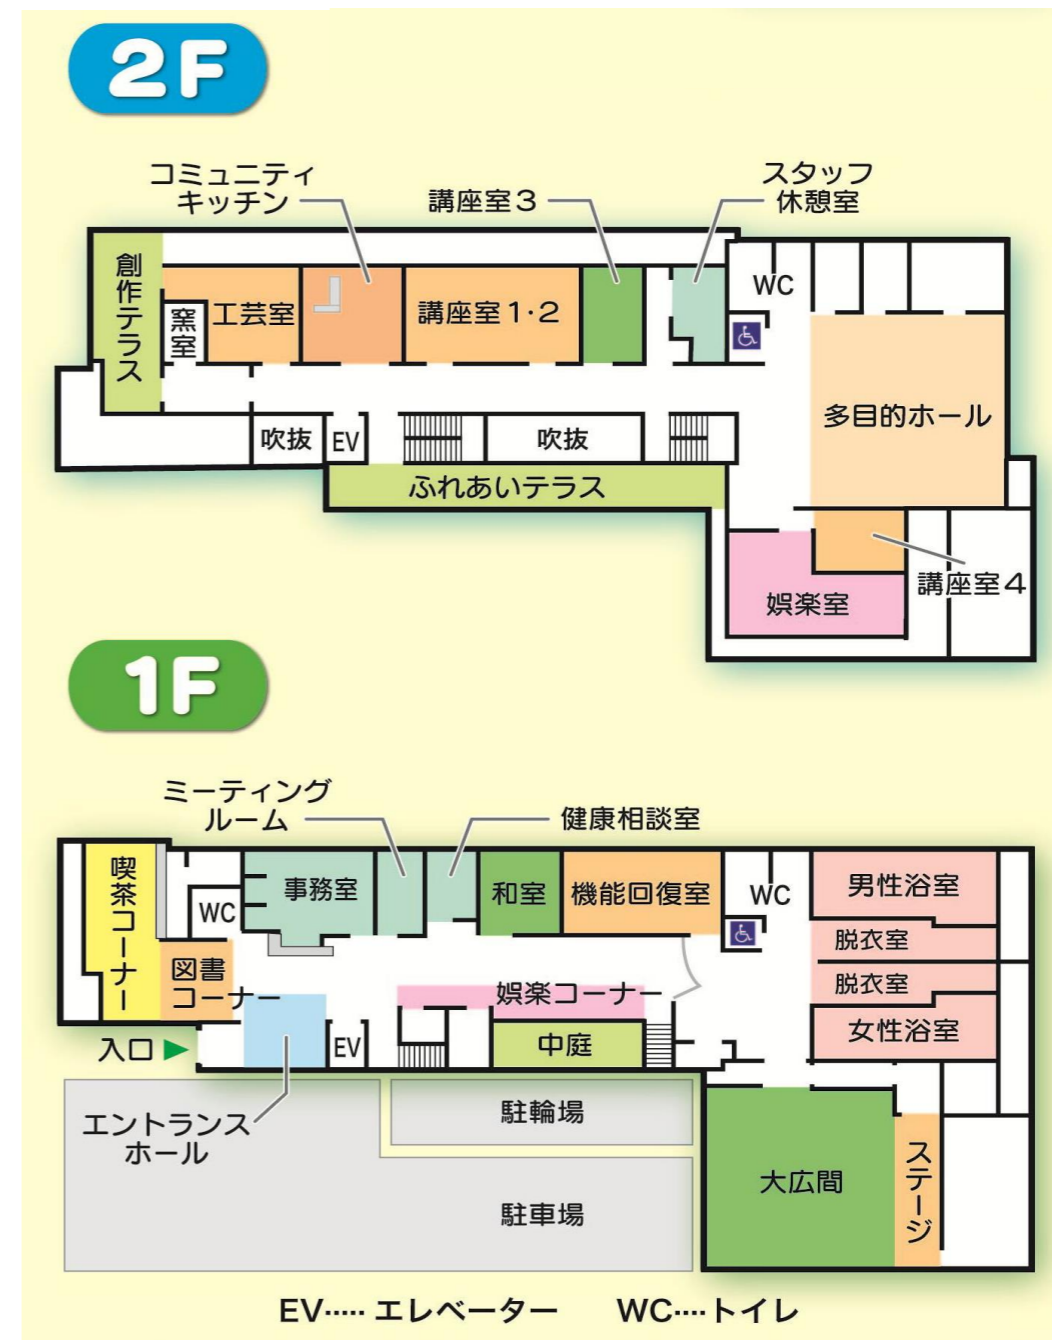 2F
コミュニティ
キッチン
講座室3
スタッフ
休憩室
創作テラス
窯室
工芸室
講座室1・2
WC
多目的ホール
吹抜
EV
吹抜
ふれあいテラス
講座室4
娯楽室
1F
ミーティング
ルーム
健康相談室
喫茶コーナー
WC
事務室
和室
機能回復室
WC
男性浴室
脱衣室
脱衣室
女性浴室
図書
コーナー
娯楽コーナー
入口
EV
中庭
エントランス
ホール
駐輪場
駐車場
大広間
ステージ
EV…‥ エレベーター
WC‥‥トイレ